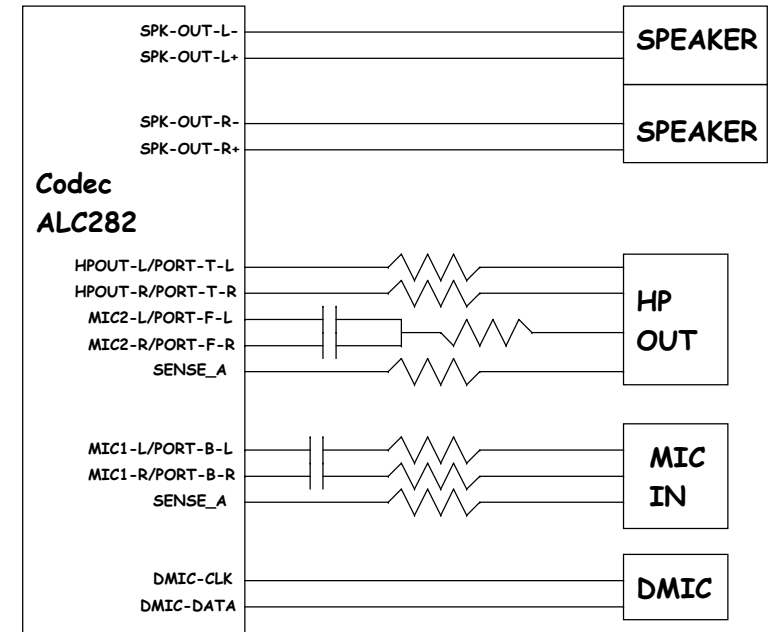 SPK-OUT-L-
SPK-OUT-L+
SPEAKER
SPK-OUT-R-
SPK-OUT-R+
SPEAKER
Codec
ALC282
HPOUT-L/PORT-T-L
HPOUT-R/PORT-T-R
MIC2-L/PORT-F-L
MIC2-R/PORT-F-R
SENSE_A
HP
OUT
MIC1-L/PORT-B-L
MIC1-R/PORT-B-R
SENSE_A
MIC
IN
DMIC-CLK
DMIC-DATA
DMIC